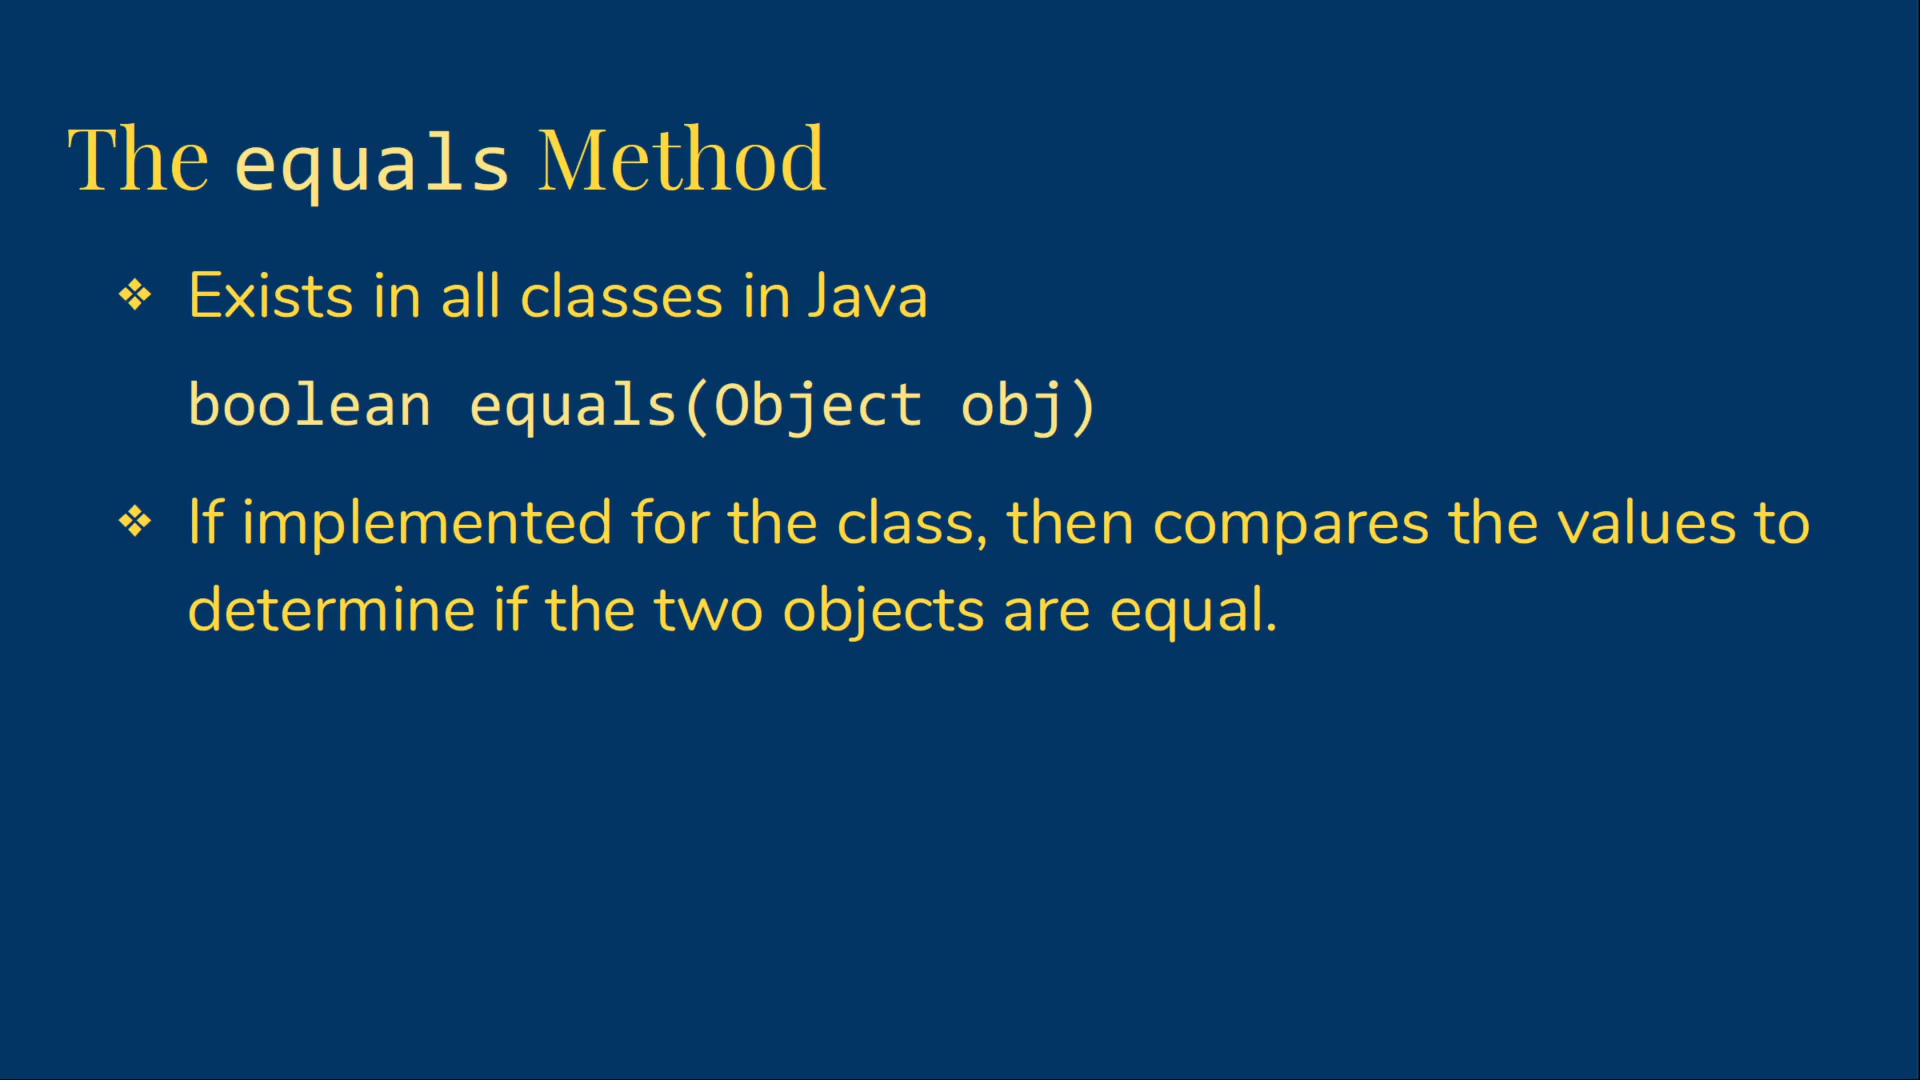 The equals Method
❖ Exists in all classes in Java
boolean equals(Object obj)
❖ If implemented for the class, then compares the values to
determine if the two objects are equal.